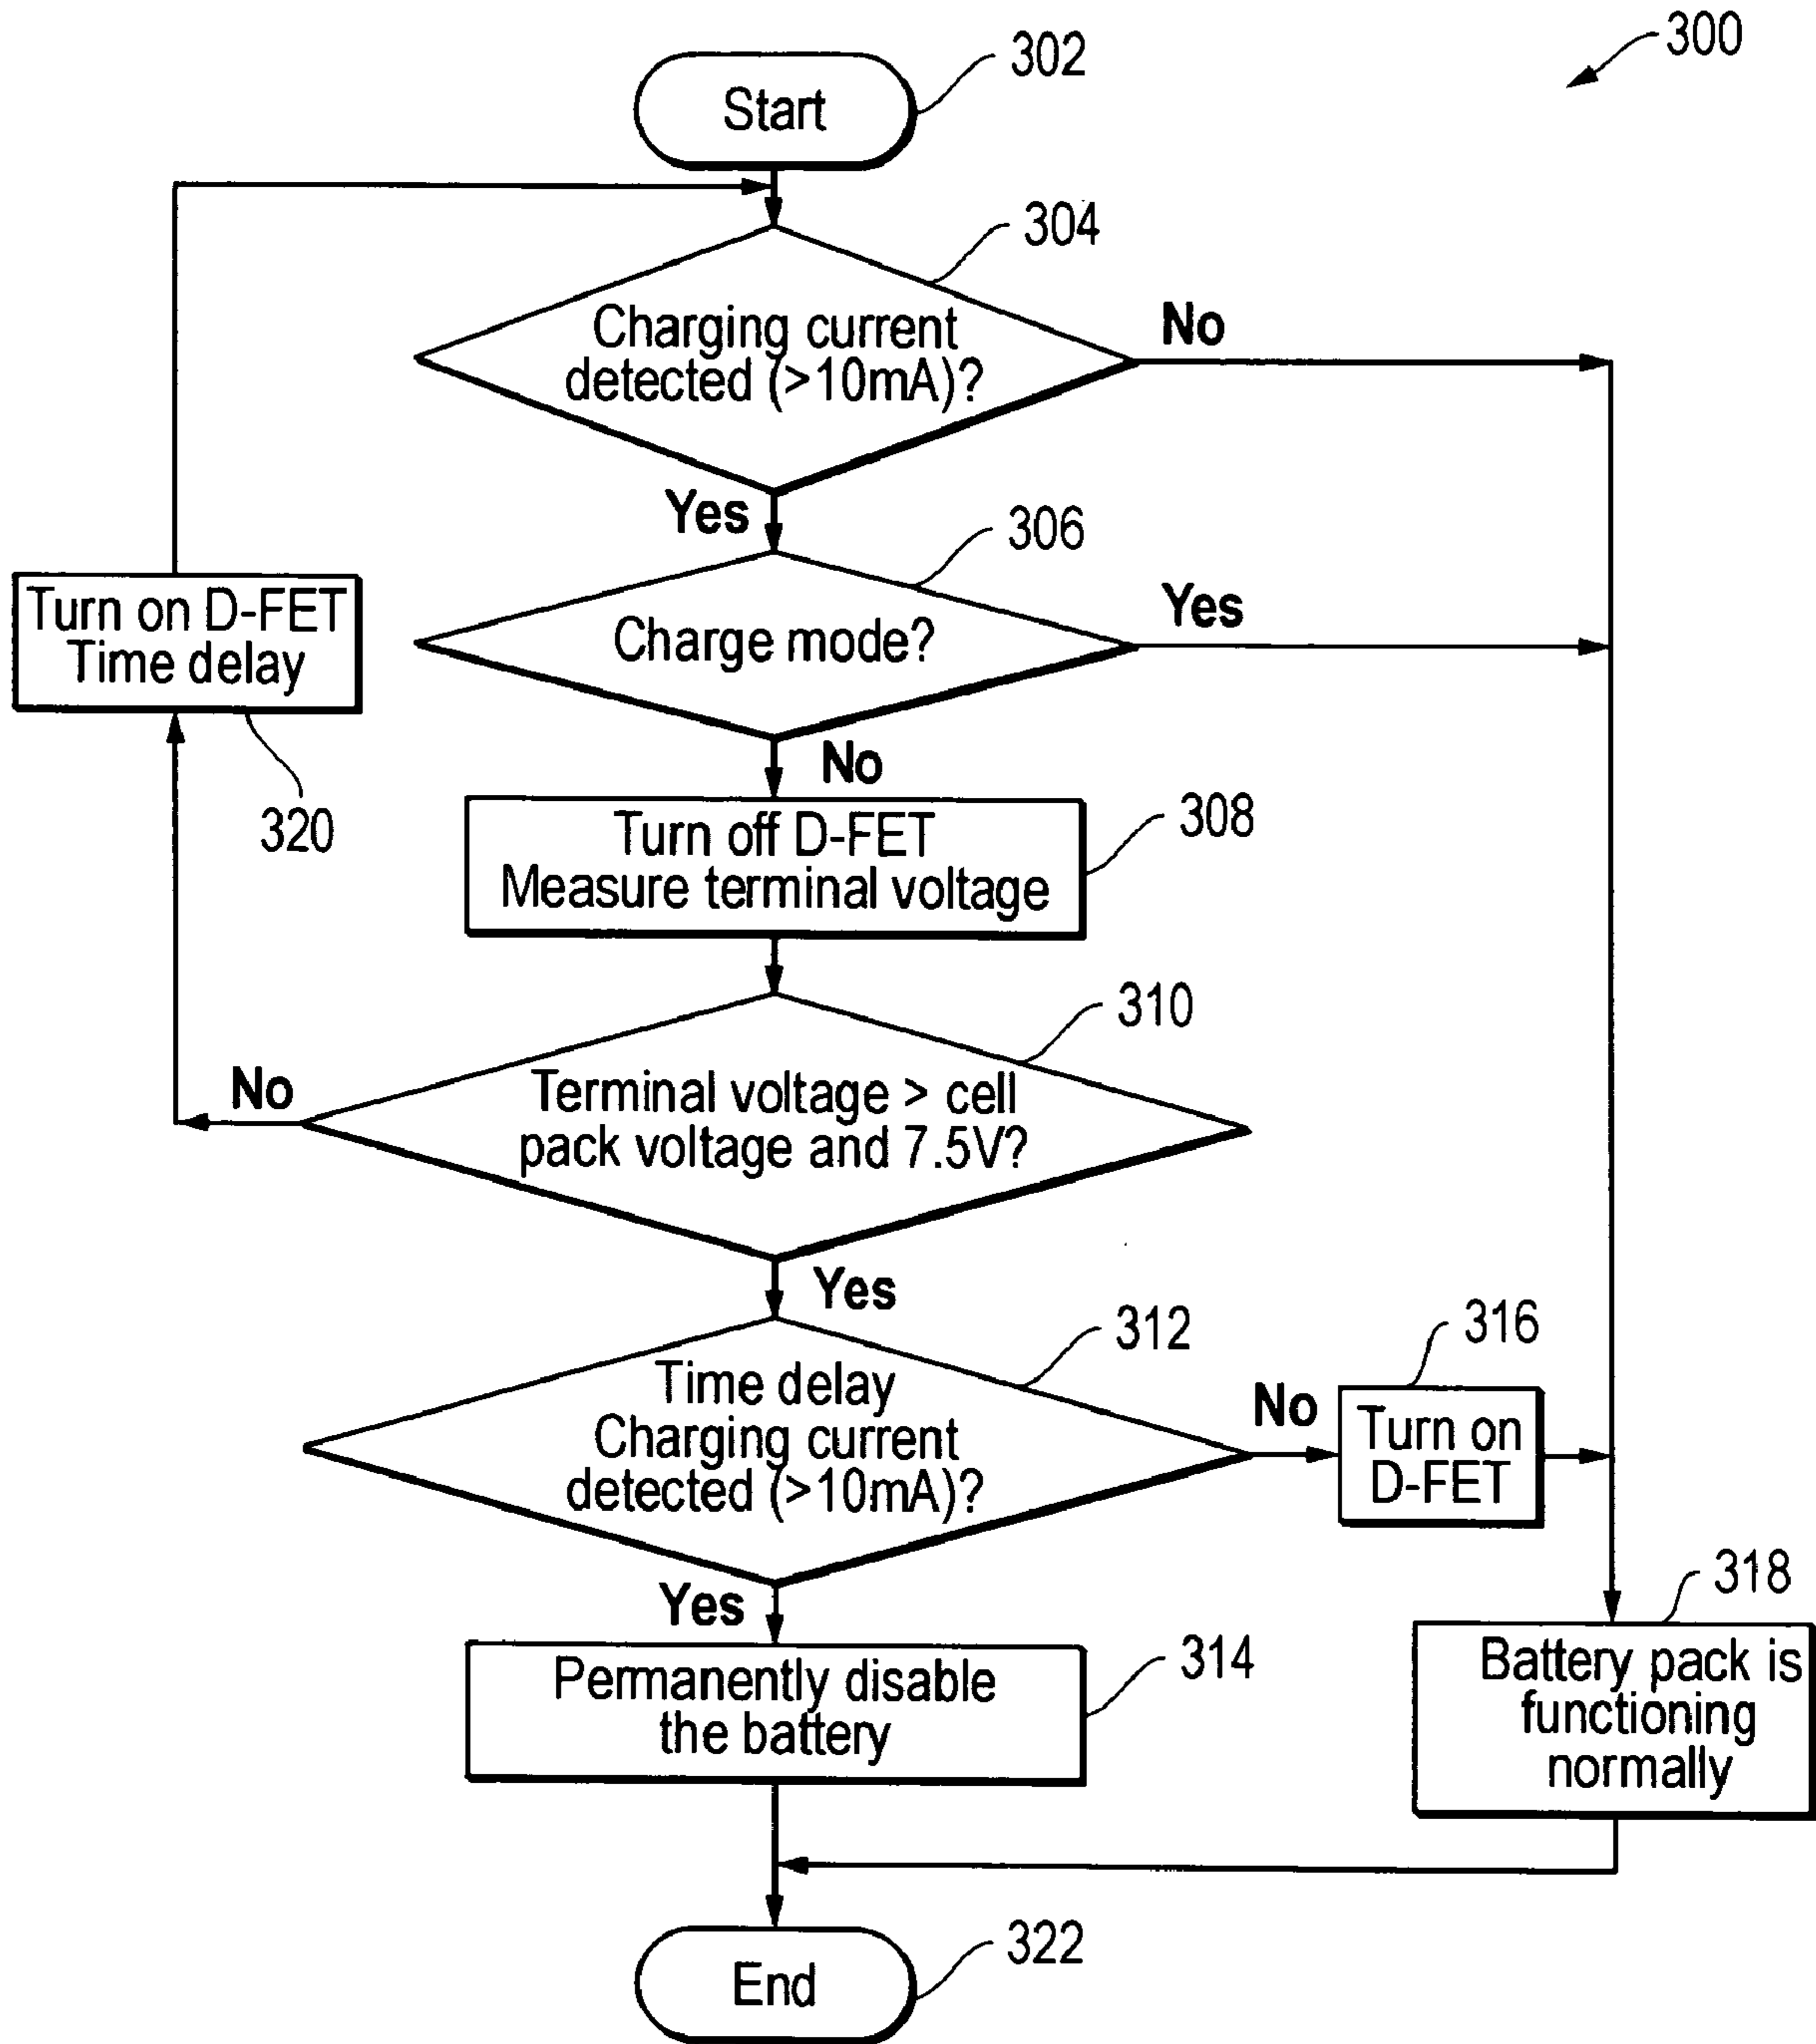 300
302
Start
304
Charging current
detected (>10mA)?
No
Yes
306
Charge mode?
Yes
No
Turn on D-FET
Time delay
320
308
Turn off D-FET
Measure terminal voltage
310
Terminal voltage > cell
pack voltage and 7.5V?
No
Yes
312
Time delay
Charging current
detected (>10mA)?
No
316
Turn on
D-FET
Yes
314
Permanently disable
the battery
318
Battery pack is
functioning
normally
322
End